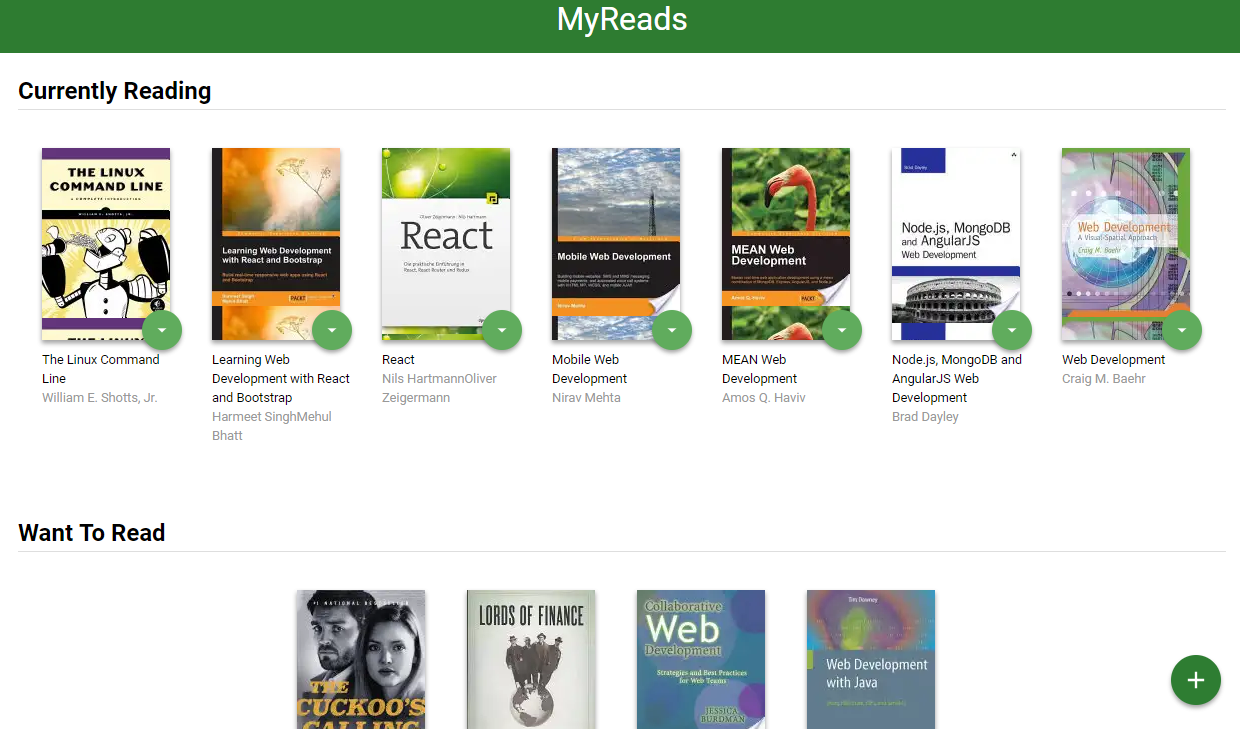 MyReads
Currently Reading
THE LINUX
COMMAND LINE
A COMPLETE INTRODUCTION
WILLIAM E. SHOTTS, JR.
THE LINUX
Learning Web Development
with React and Bootstrap
Build real-time responsive web apps using React
and Bootstrap
Harmeet Singh
Mehul Bhatt
PACKT
Oliver Zeigermann · Nils Hartmann
React
Die praktische Einführung in
React, React Router und Redux
Mobile Web Development
Nirav Mehta
MEAN Web
Development
Amos Q. Haviv
PACKT
Brad Dayley
Node.js, MongoDB
and AngularJS
Web Development
Web Development
A Visual-Spatial Approach
Craig M. Baehr
The Linux Command
Line
William E. Shotts, Jr.
Learning Web
Development with React
and Bootstrap
Harmeet SinghMehul
Bhatt
React
Nils HartmannOliver
Zeigermann
Mobile Web
Development
Nirav Mehta
MEAN Web
Development
Amos Q. Haviv
Node.js, MongoDB and
AngularJS Web
Development
Brad Dayley
Web Development
Craig M. Baehr
Want To Read
#1 NATIONAL BESTSELLER
THE
CUCKOO'S
CALLING
LORDS OF FINANCE
Collaborative
Web
Development
Strategies and Best Practices
for Web Teams
JESSICA
BURDMAN
Tim Downey
Web Development
with Java